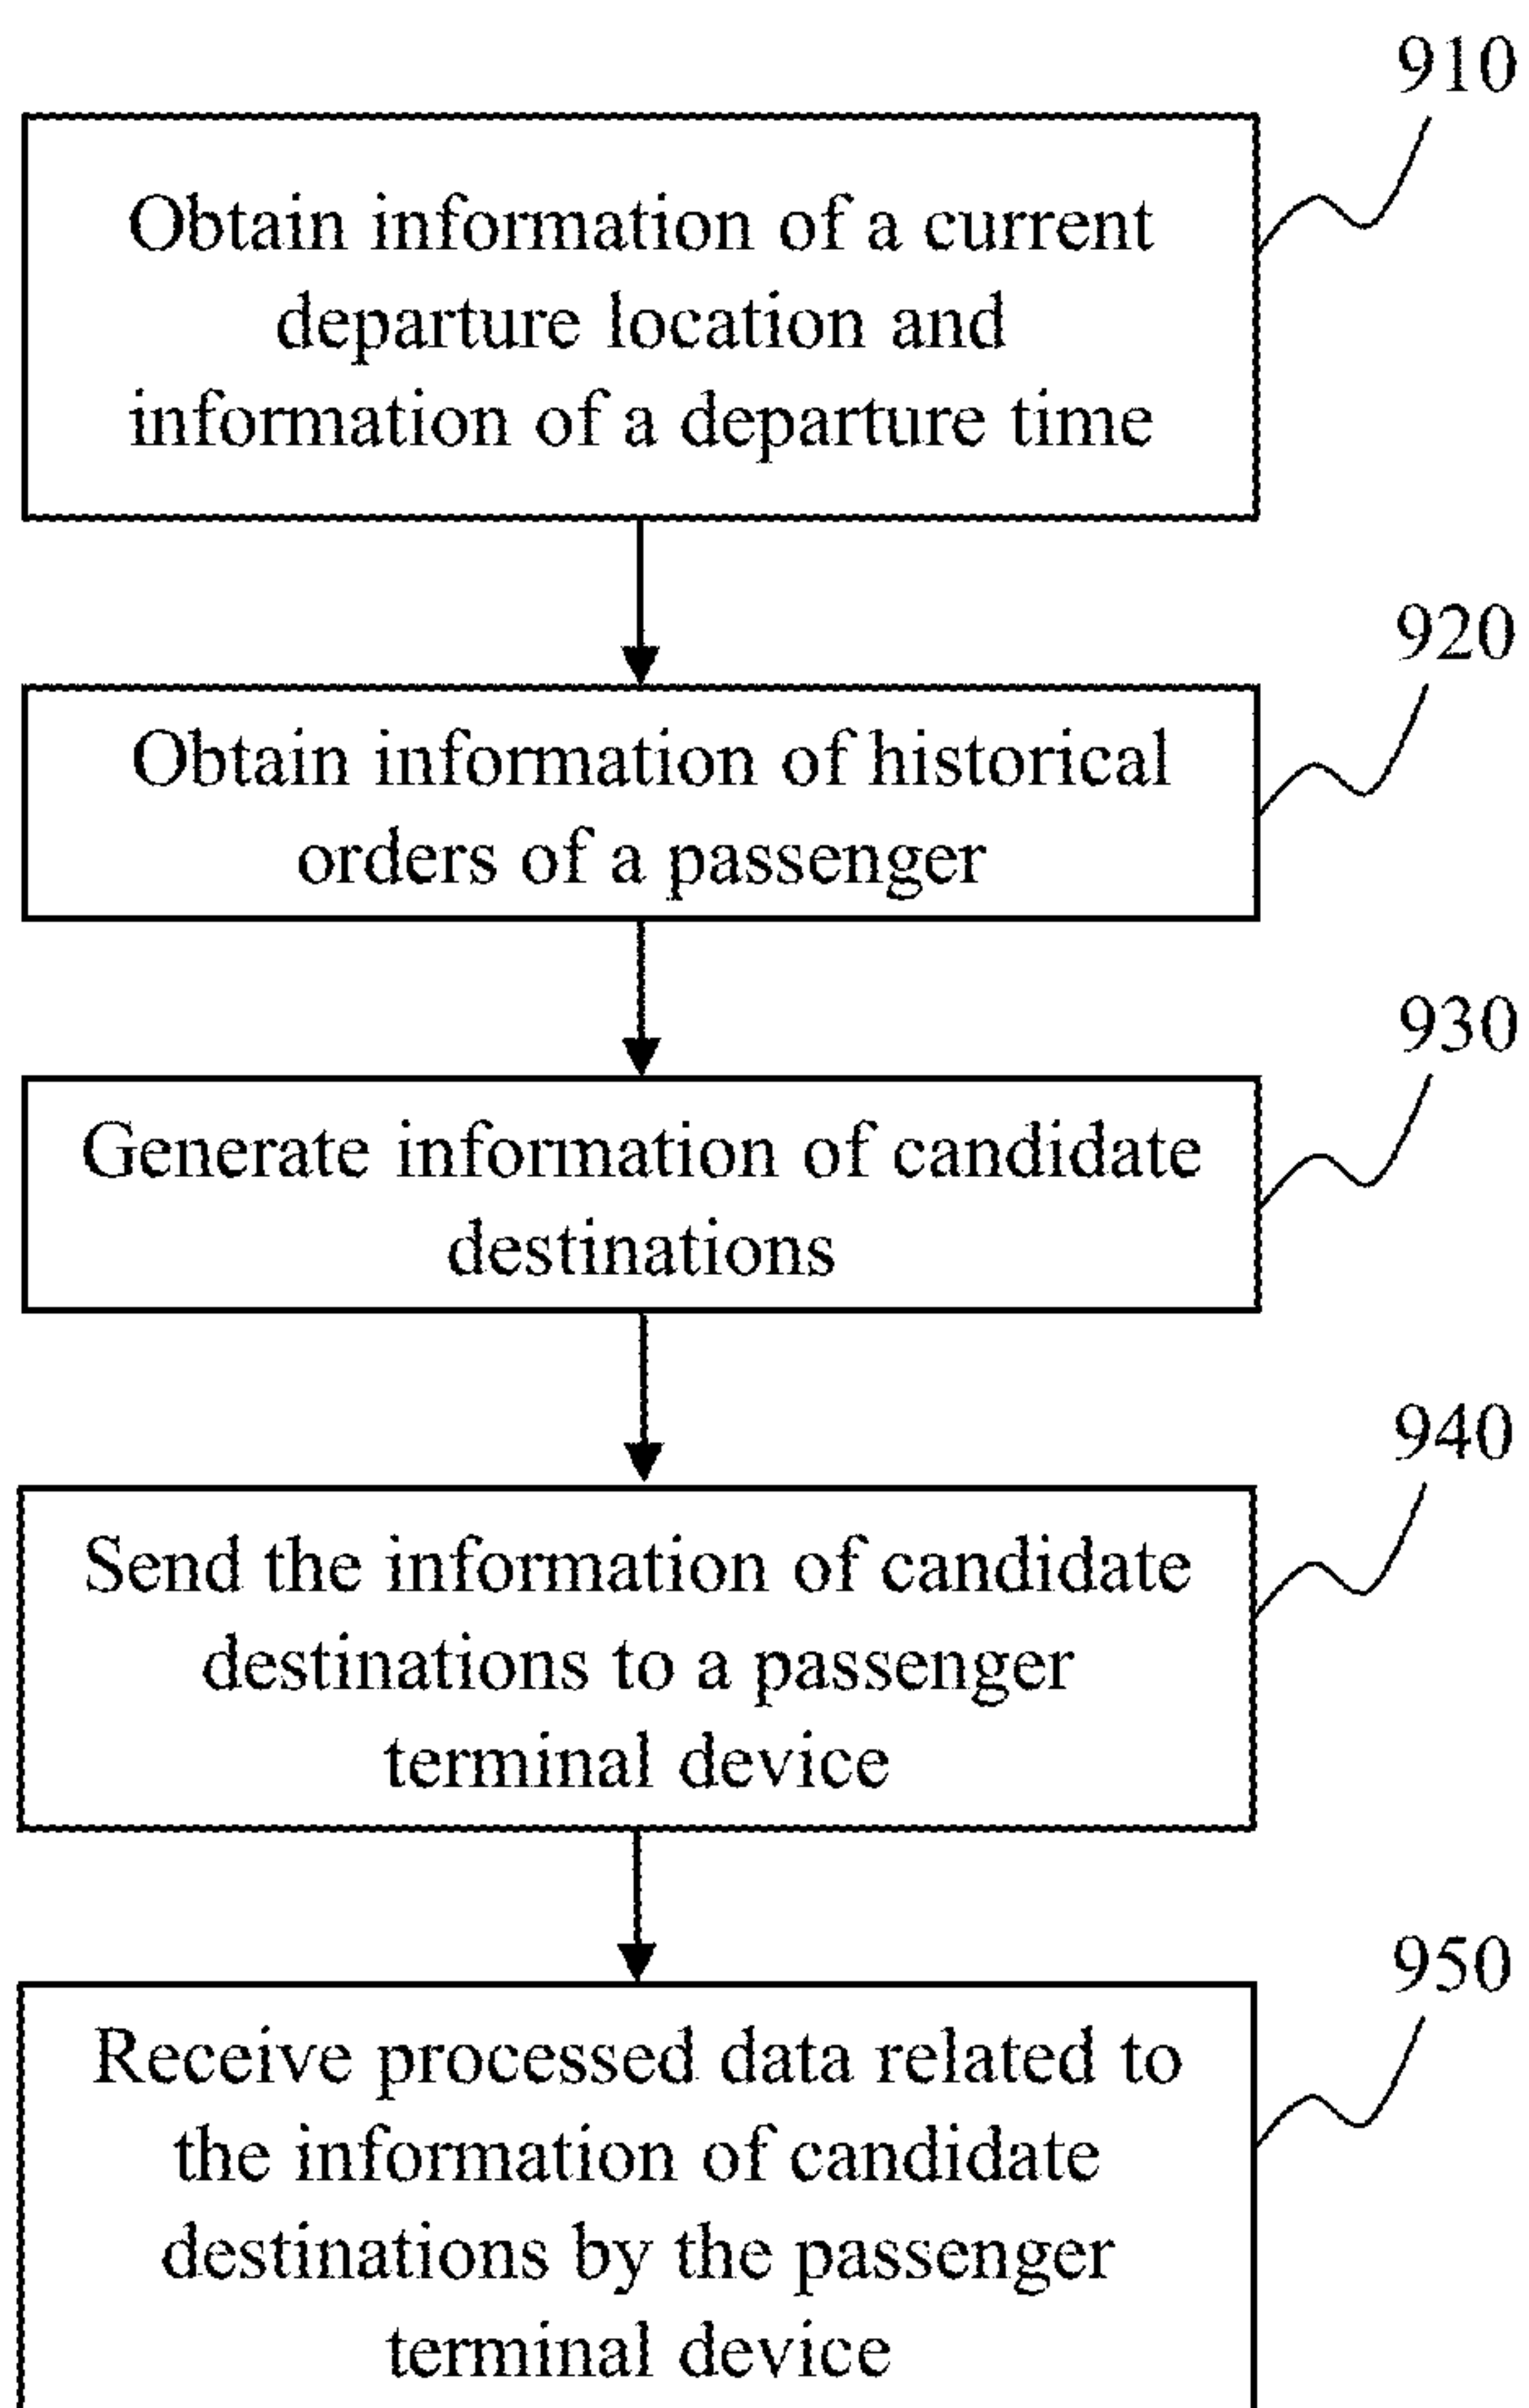 910
Obtain information of a current
departure location and
information of a departure time
920
Obtain information of historical
orders of a passenger
930
Generate information of candidate
destinations
940
Send the information of candidate
destinations to a passenger
terminal device
950
Receive processed data related to
the information of candidate
destinations by the passenger
terminal device